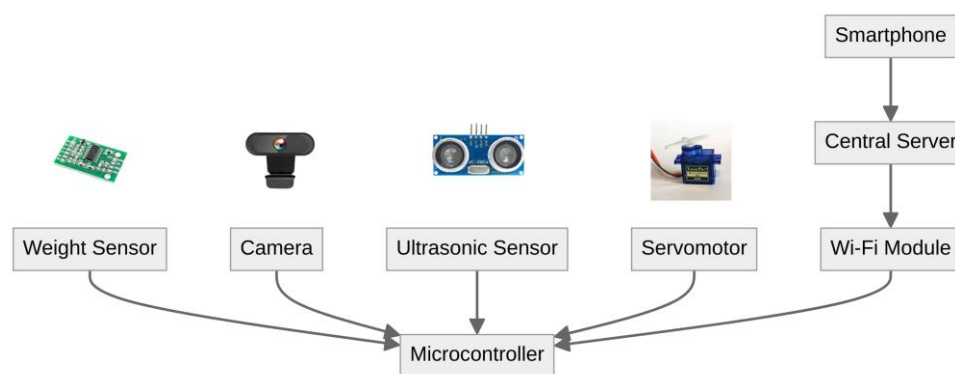 Smartphone
Central Server
Weight Sensor
Camera
Ultrasonic Sensor
Servomotor
Wi-Fi Module
Microcontroller